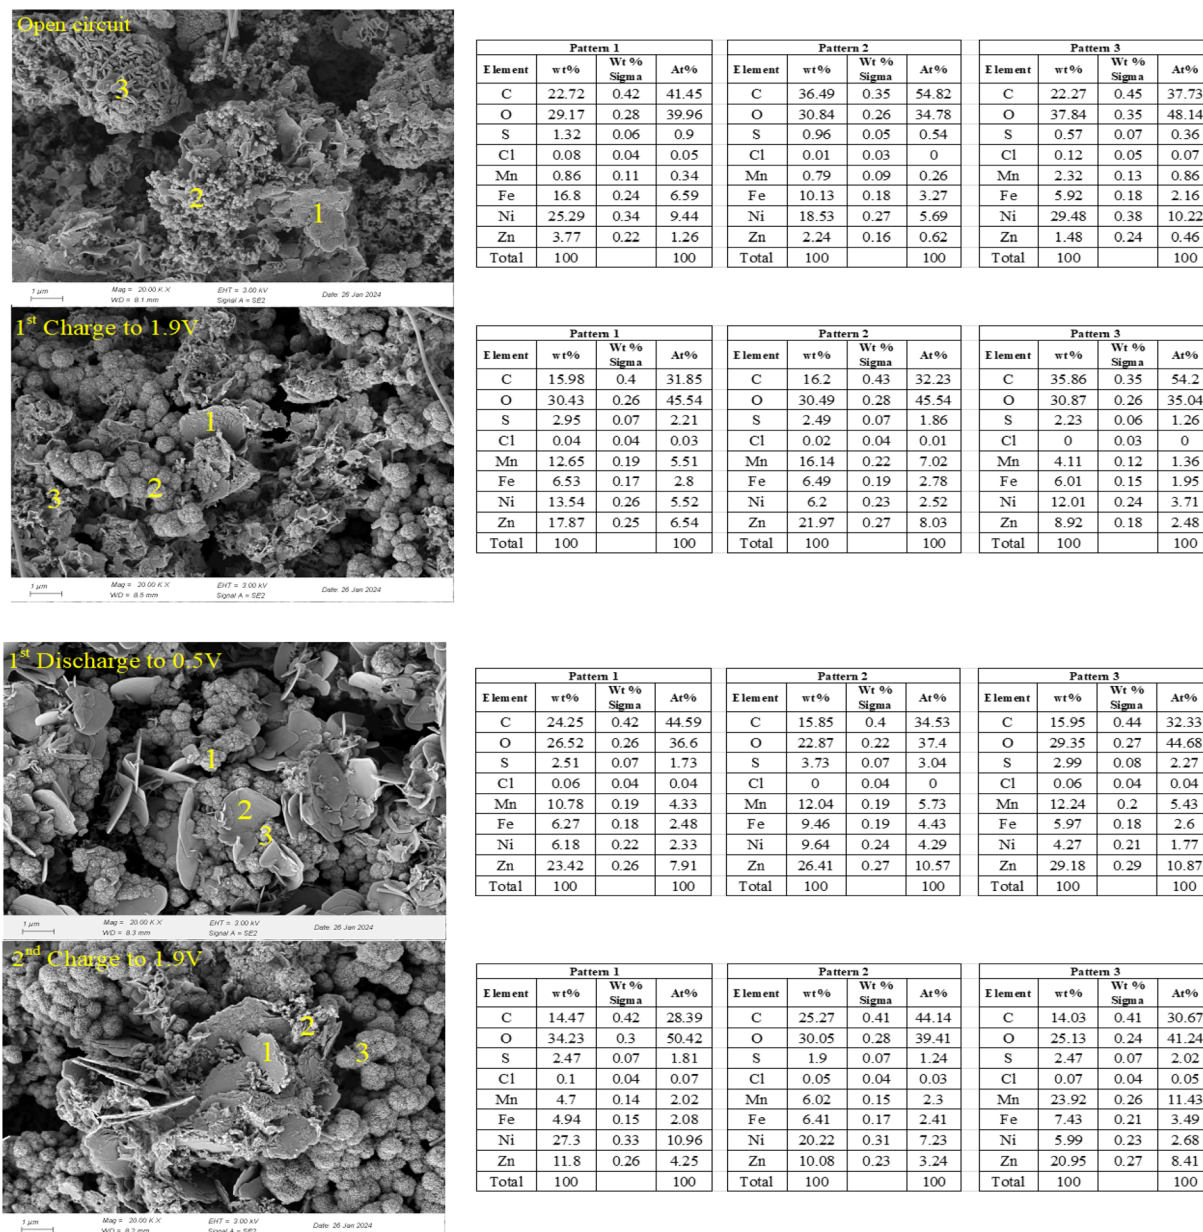 Open circuit
3
2
1
1 µm Mag = 20.00 K X EHT = 3.00 kV Date: 26 Jan 2024
WD = 8.1 mm Signal A = SE2
Pattern 1 Pattern 2 Pattern 3
Element wt% Wt % Sigma At% Element wt% Wt % Sigma At% Element wt% Wt % Sigma At%
C 22.72 0.42 41.45 C 36.49 0.35 54.82 C 22.27 0.45 37.73
O 29.17 0.28 39.96 O 30.84 0.26 34.78 O 37.84 0.35 48.14
S 1.32 0.06 0.9 S 0.96 0.05 0.54 S 0.57 0.07 0.36
Cl 0.08 0.04 0.05 Cl 0.01 0.03 0 Cl 0.12 0.05 0.07
Mn 0.86 0.11 0.34 Mn 0.79 0.09 0.26 Mn 2.32 0.13 0.86
Fe 16.8 0.24 6.59 Fe 10.13 0.18 3.27 Fe 5.92 0.18 2.16
Ni 25.29 0.34 9.44 Ni 18.53 0.27 5.69 Ni 29.48 0.38 10.22
Zn 3.77 0.22 1.26 Zn 2.24 0.16 0.62 Zn 1.48 0.24 0.46
Total 100 100 Total 100 100 Total 100 100
1st Charge to 1.9V
1
2
3
1 µm Mag = 20.00 K X EHT = 3.00 kV Date: 26 Jan 2024
WD = 8.5 mm Signal A = SE2
Pattern 1 Pattern 2 Pattern 3
Element wt% Wt % Sigma At% Element wt% Wt % Sigma At% Element wt% Wt % Sigma At%
C 15.98 0.4 31.85 C 16.2 0.43 32.23 C 35.86 0.35 54.2
O 30.43 0.26 45.54 O 30.49 0.28 45.54 O 30.87 0.26 35.04
S 2.95 0.07 2.21 S 2.49 0.07 1.86 S 2.23 0.06 1.26
Cl 0.04 0.04 0.03 Cl 0.02 0.04 0.01 Cl 0 0.03 0
Mn 12.65 0.19 5.51 Mn 16.14 0.22 7.02 Mn 4.11 0.12 1.36
Fe 6.53 0.17 2.8 Fe 6.49 0.19 2.78 Fe 6.01 0.15 1.95
Ni 13.54 0.26 5.52 Ni 6.2 0.23 2.52 Ni 12.01 0.24 3.71
Zn 17.87 0.25 6.54 Zn 21.97 0.27 8.03 Zn 8.92 0.18 2.48
Total 100 100 Total 100 100 Total 100 100
1st Discharge to 0.5V
1
2
3
1 µm Mag = 20.00 K X EHT = 3.00 kV Date: 26 Jan 2024
WD = 8.3 mm Signal A = SE2
Pattern 1 Pattern 2 Pattern 3
Element wt% Wt % Sigma At% Element wt% Wt % Sigma At% Element wt% Wt % Sigma At%
C 24.25 0.42 44.59 C 15.85 0.4 34.53 C 15.95 0.44 32.33
O 26.52 0.26 36.6 O 22.87 0.22 37.4 O 29.35 0.27 44.68
S 2.51 0.07 1.73 S 3.73 0.07 3.04 S 2.99 0.08 2.27
Cl 0.06 0.04 0.04 Cl 0 0.04 0 Cl 0.06 0.04 0.04
Mn 10.78 0.19 4.33 Mn 12.04 0.19 5.73 Mn 12.24 0.2 5.43
Fe 6.27 0.18 2.48 Fe 9.46 0.19 4.43 Fe 5.97 0.18 2.6
Ni 6.18 0.22 2.33 Ni 9.64 0.24 4.29 Ni 4.27 0.21 1.77
Zn 23.42 0.26 7.91 Zn 26.41 0.27 10.57 Zn 29.18 0.29 10.87
Total 100 100 Total 100 100 Total 100 100
2nd Charge to 1.9V
2
1 3
1 µm Mag = 20.00 K X EHT = 3.00 kV Date: 26 Jan 2024
WD = 8.2 mm Signal A = SE2
Pattern 1 Pattern 2 Pattern 3
Element wt% Wt % Sigma At% Element wt% Wt % Sigma At% Element wt% Wt % Sigma At%
C 14.47 0.42 28.39 C 25.27 0.41 44.14 C 14.03 0.41 30.67
O 34.23 0.3 50.42 O 30.05 0.28 39.41 O 25.13 0.24 41.24
S 2.47 0.07 1.81 S 1.9 0.07 1.24 S 2.47 0.07 2.02
Cl 0.1 0.04 0.07 Cl 0.05 0.04 0.03 Cl 0.07 0.04 0.05
Mn 4.7 0.14 2.02 Mn 6.02 0.15 2.3 Mn 23.92 0.26 11.43
Fe 4.94 0.15 2.08 Fe 6.41 0.17 2.41 Fe 7.43 0.21 3.49
Ni 27.3 0.33 10.96 Ni 20.22 0.31 7.23 Ni 5.99 0.23 2.68
Zn 11.8 0.26 4.25 Zn 10.08 0.23 3.24 Zn 20.95 0.27 8.41
Total 100 100 Total 100 100 Total 100 100